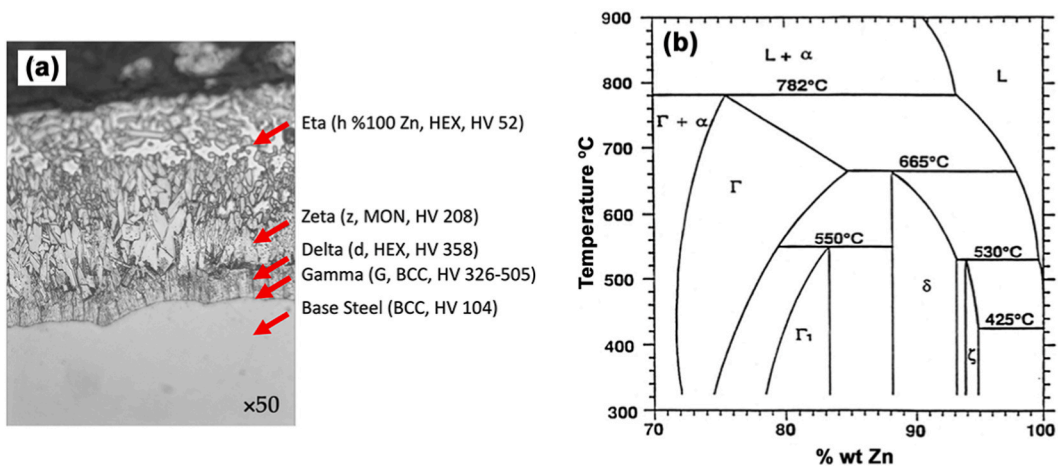 (a)
Eta (h %100 Zn, HEX, HV 52)
Zeta (z, MON, HV 208)
Delta (d, HEX, HV 358)
Gamma (G, BCC, HV 326-505)
Base Steel (BCC, HV 104)
×50
(b)
Temperature ºC
900
800
700
600
500
400
300
L + α
L
782°C
Γ + α
Γ
665°C
550°C
530°C
δ
Γ1
425°C
ζ
70
80
90
100
% wt Zn